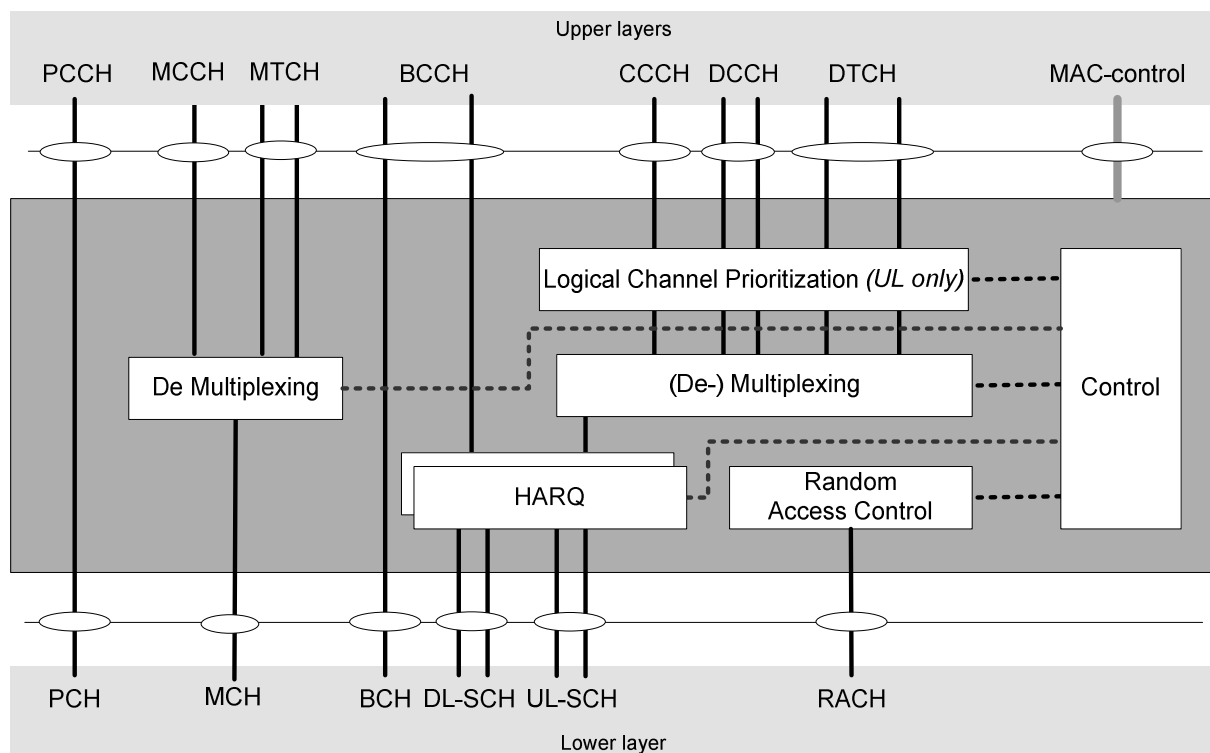 Upper layers
PCCH MCCH MTCH BCCH CCCH DCCH DTCH MAC-control
Logical Channel Prioritization (UL only)
De Multiplexing
(De-) Multiplexing
Control
HARQ
Random
Access Control
PCH MCH BCH DL-SCH UL-SCH RACH
Lower layer